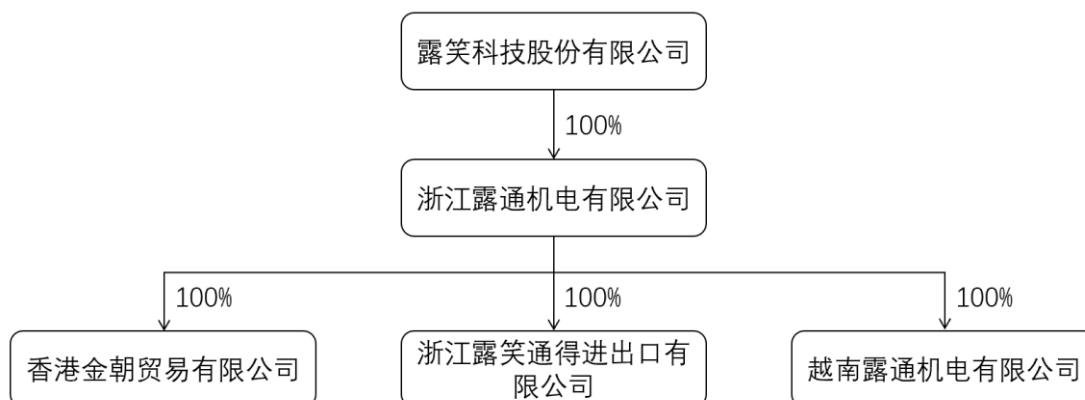 露笑科技股份有限公司
100%
浙江露通机电有限公司
100%
100%
100%
香港金朝贸易有限公司
浙江露笑通得进出口有
限公司
越南露通机电有限公司